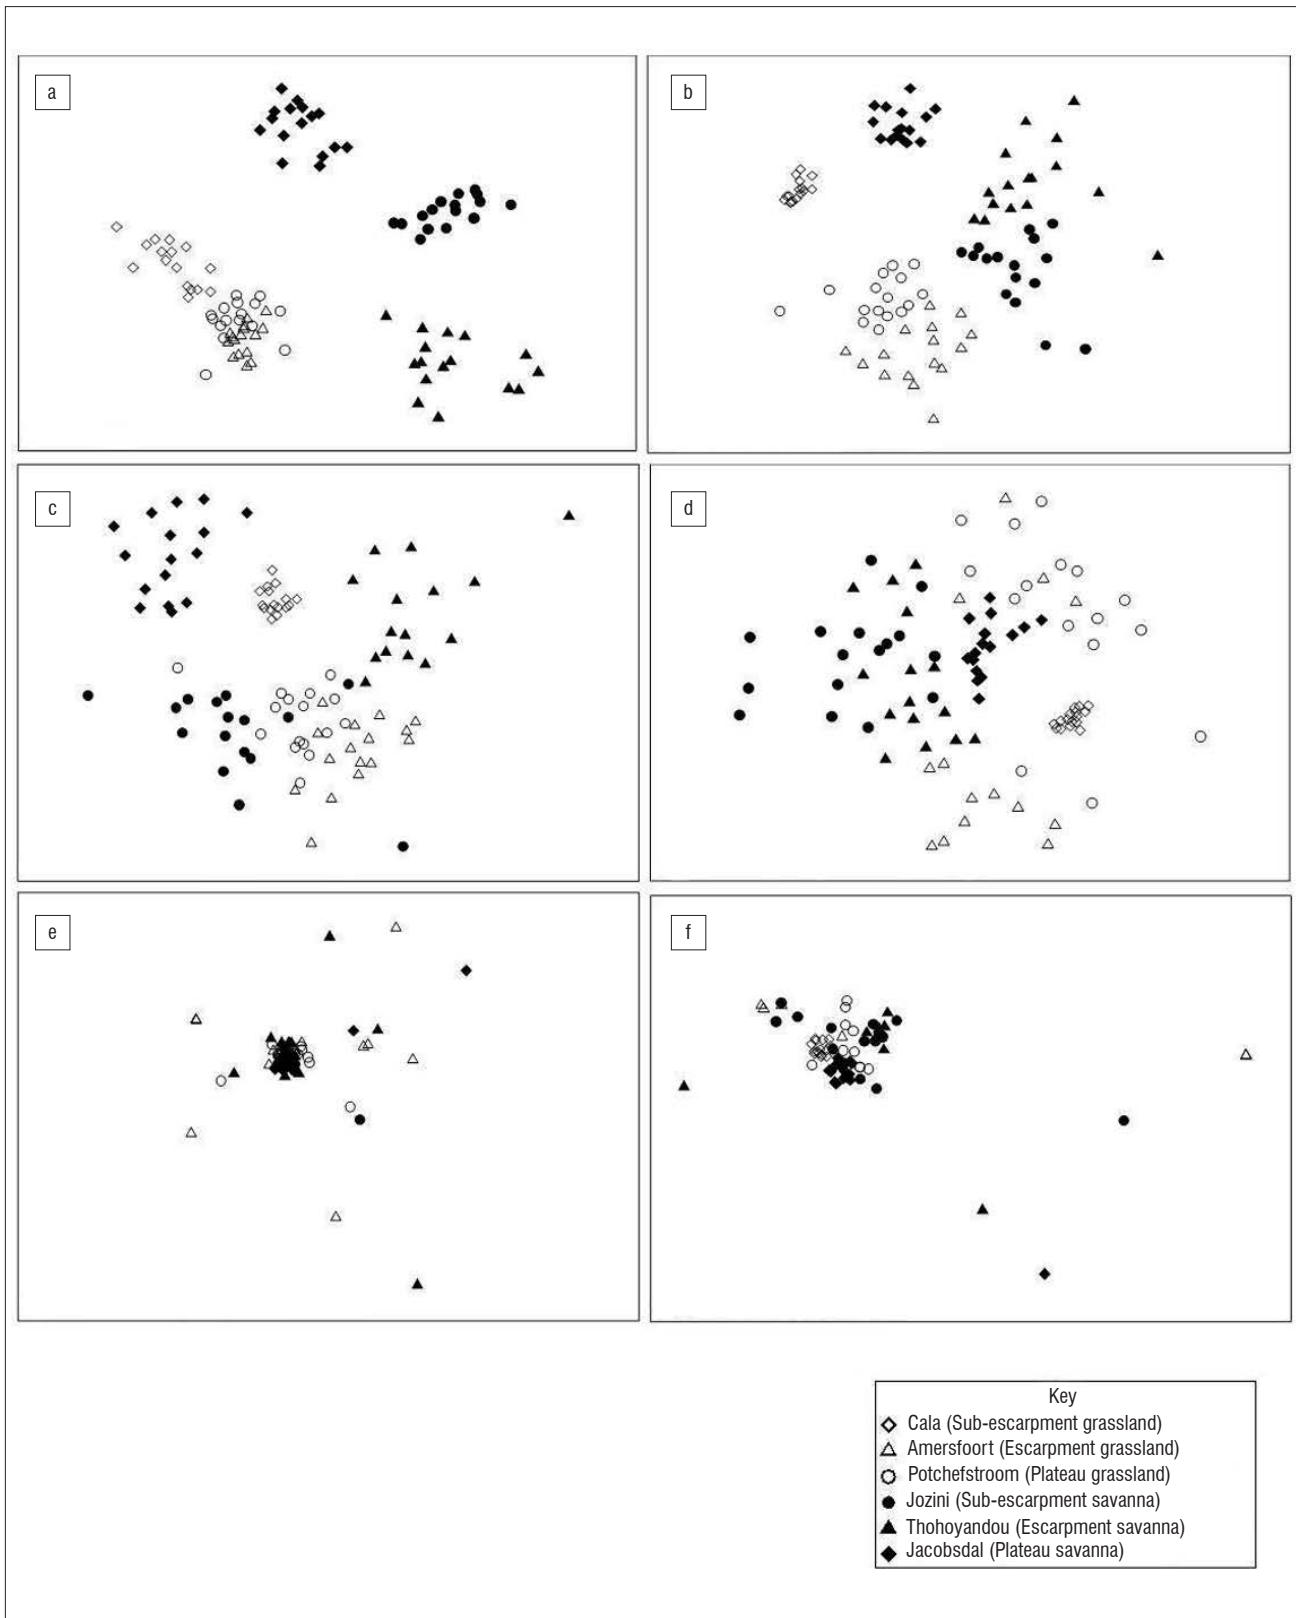 a
b
c
d
e
f
Key
Cala (Sub-escarpment grassland)
Amersfoort (Escarpment grassland)
Potchefstroom (Plateau grassland)
Jozini (Sub-escarpment savanna)
Thohoyandou (Escarpment savanna)
Jacobsdal (Plateau savanna)